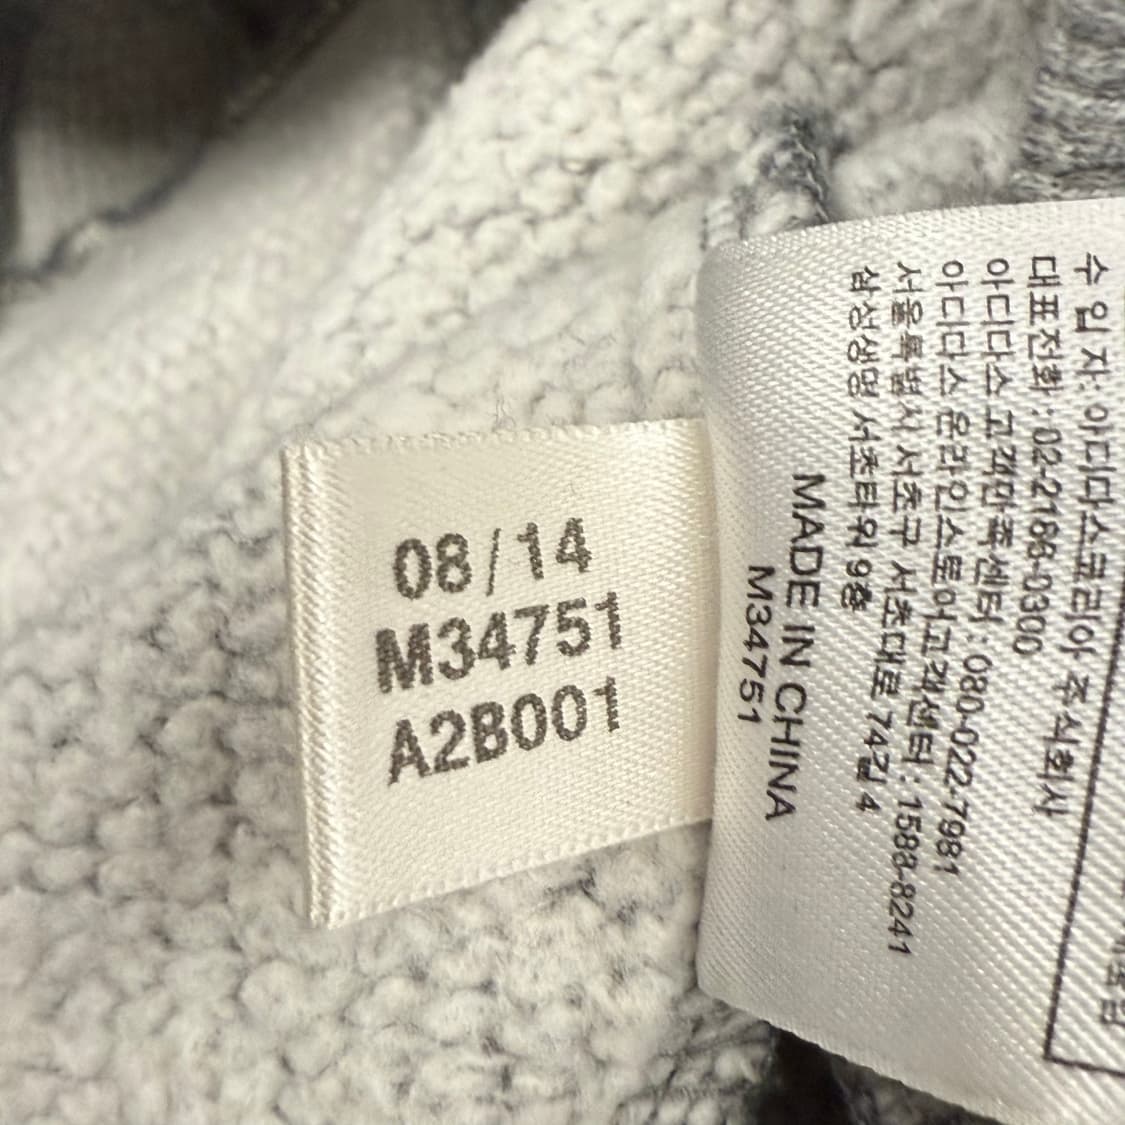 08/14
M34751
A2B001
수 입 자: 아디다스코리아 주식회사
대표전화 : 02-2186-0300
아디다스 고객만족센터 : 080-022-7981
아디다스 온라인스토어고객센터 : 1588-8241
서울특별시 서초구 서초대로 74길 4
삼성생명 서초타워 9층
MADE IN CHINA
M34751